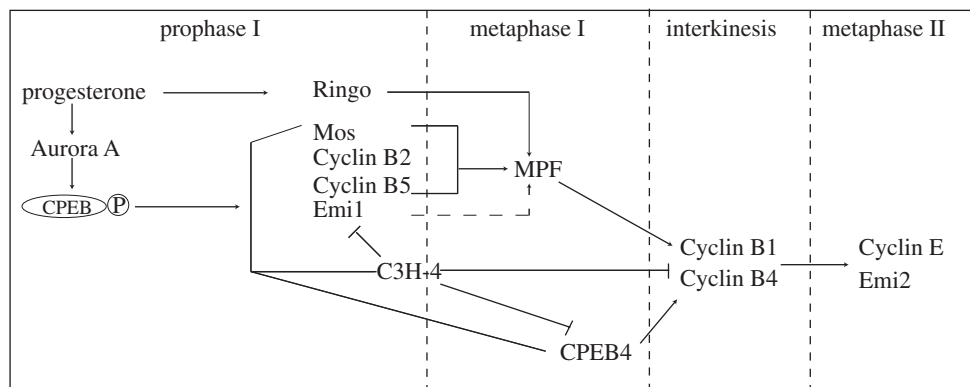 prophase I
metaphase I
interkinesis
metaphase II
progesterone
Ringo
Aurora A
Mos
Cyclin B2
MPF
Cyclin B5
CPEB P
Emi1
Cyclin B1
Cyclin E
C3H-4
Cyclin B4
Emi2
CPEB4